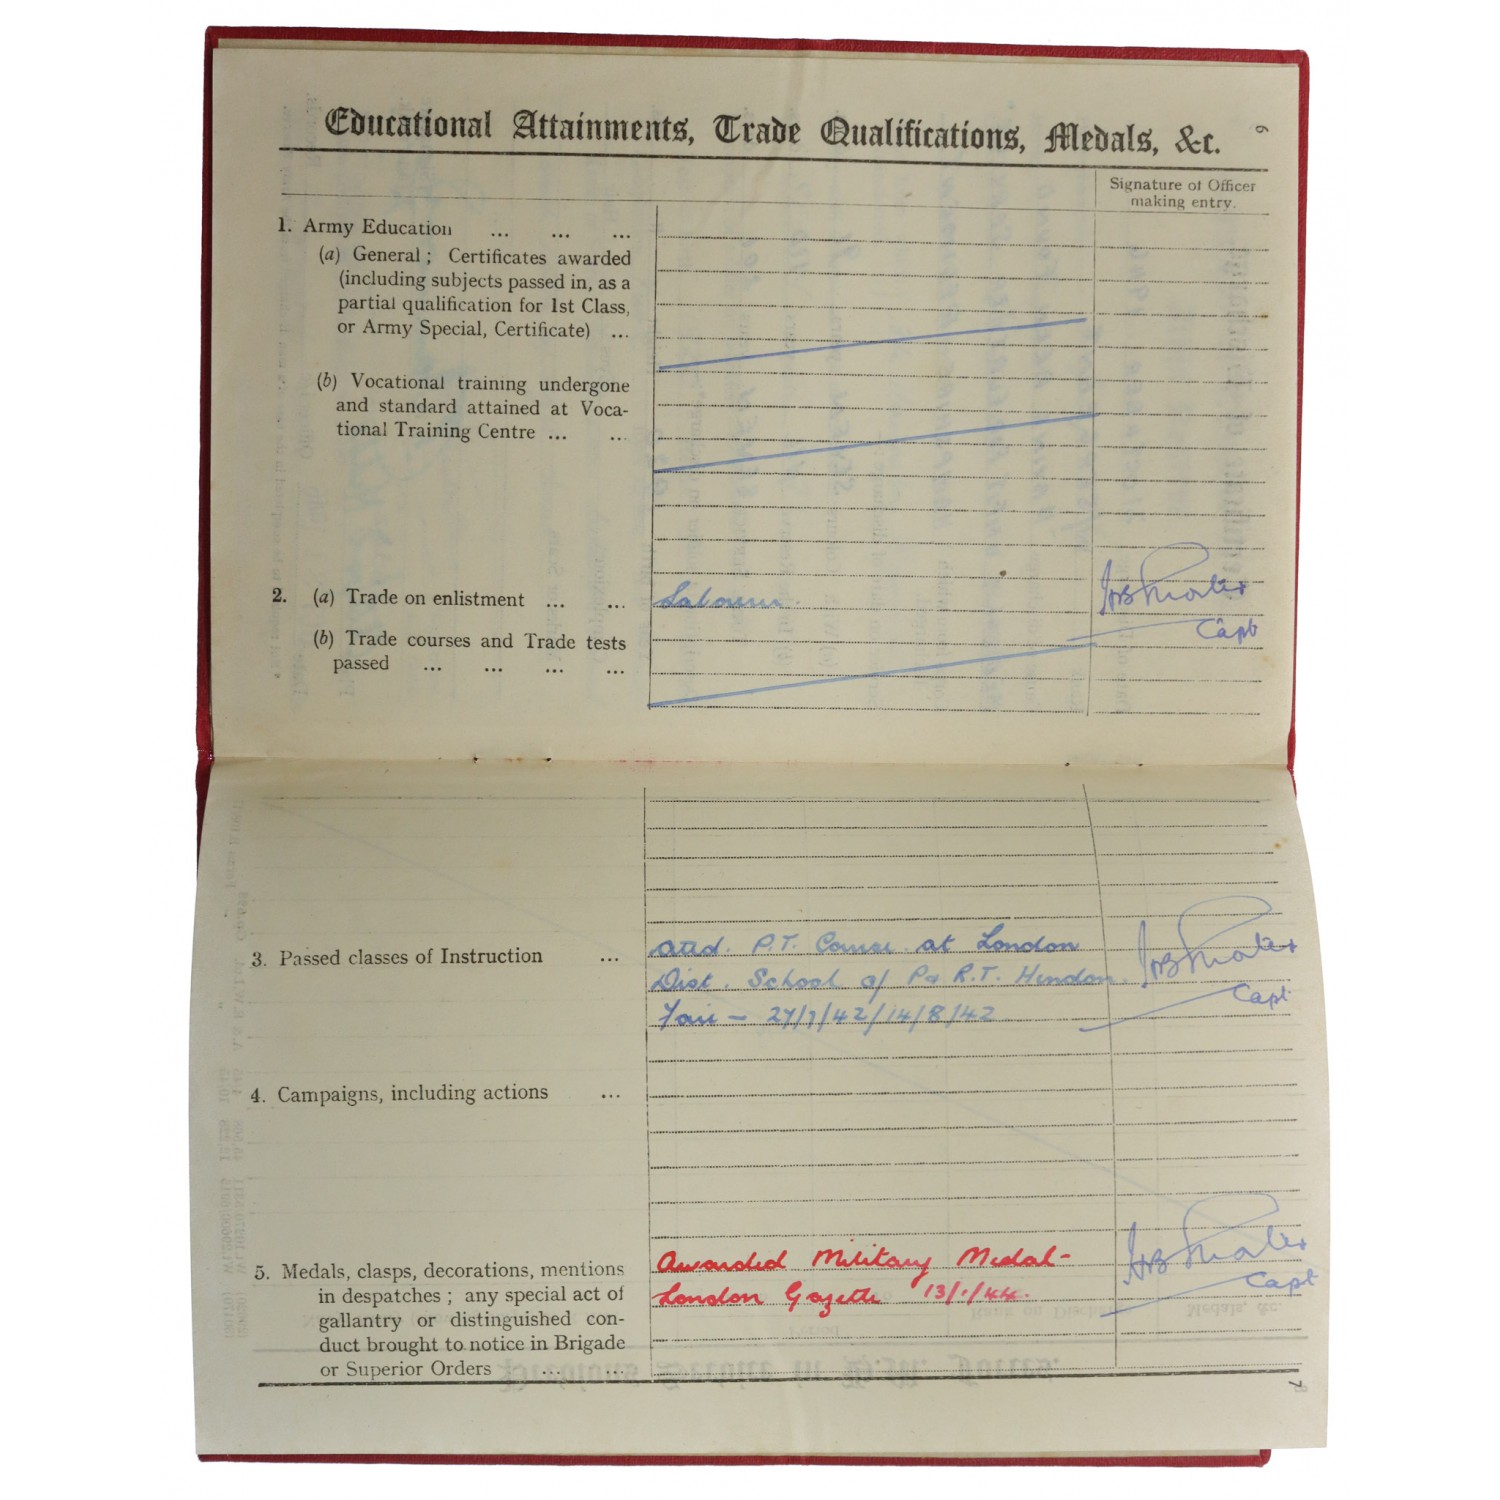 Educational Attainments, Trade Qualifications, Medals, &c.
6
Signature of Officer
making entry.
1. Army Education ... ... ...
(a) General; Certificates awarded
(including subjects passed in, as a
partial qualification for 1st Class,
or Army Special, Certificate) ...
(b) Vocational training undergone
and standard attained at Voca-
tional Training Centre ... ...
2. (a) Trade on enlistment ... ...
Labourer.
Capt
(b) Trade courses and Trade tests
passed ... ... ... ...
3. Passed classes of Instruction ...
attd. P.T. Course at London
Dist. School of P & R.T. Hendon
Fair - 27/7/42/14/8/42
Capt
4. Campaigns, including actions ...
5. Medals, clasps, decorations, mentions
in despatches; any special act of
gallantry or distinguished con-
duct brought to notice in Brigade
or Superior Orders ... ...
Awarded Military Medal-
London Gazette 13/1/44.
Capt
7